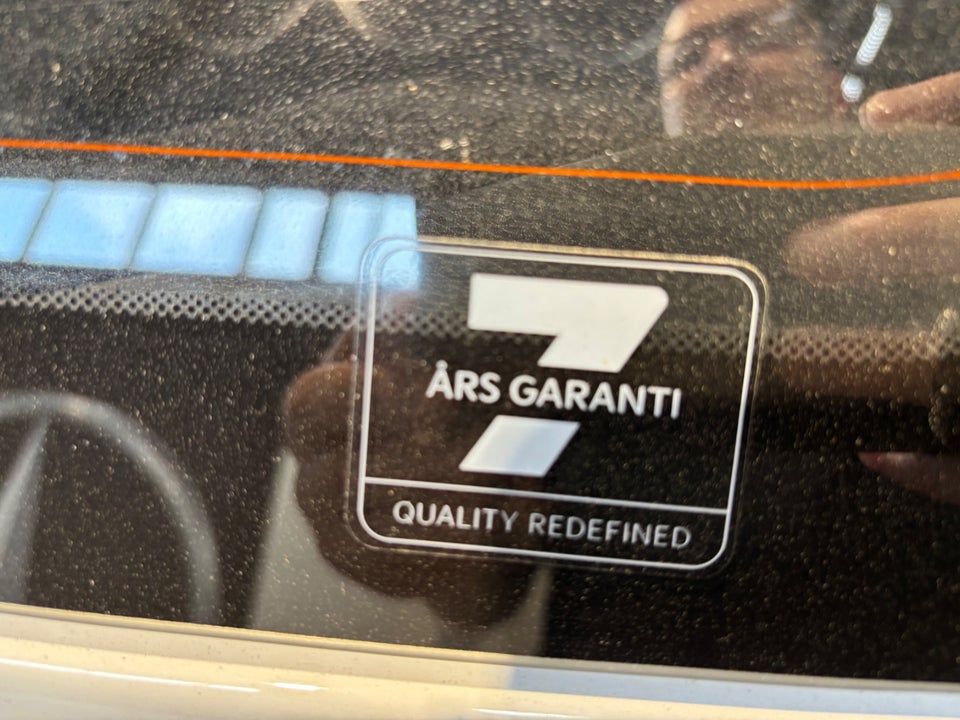 7
ÅRS GARANTI
QUALITY REDEFINED